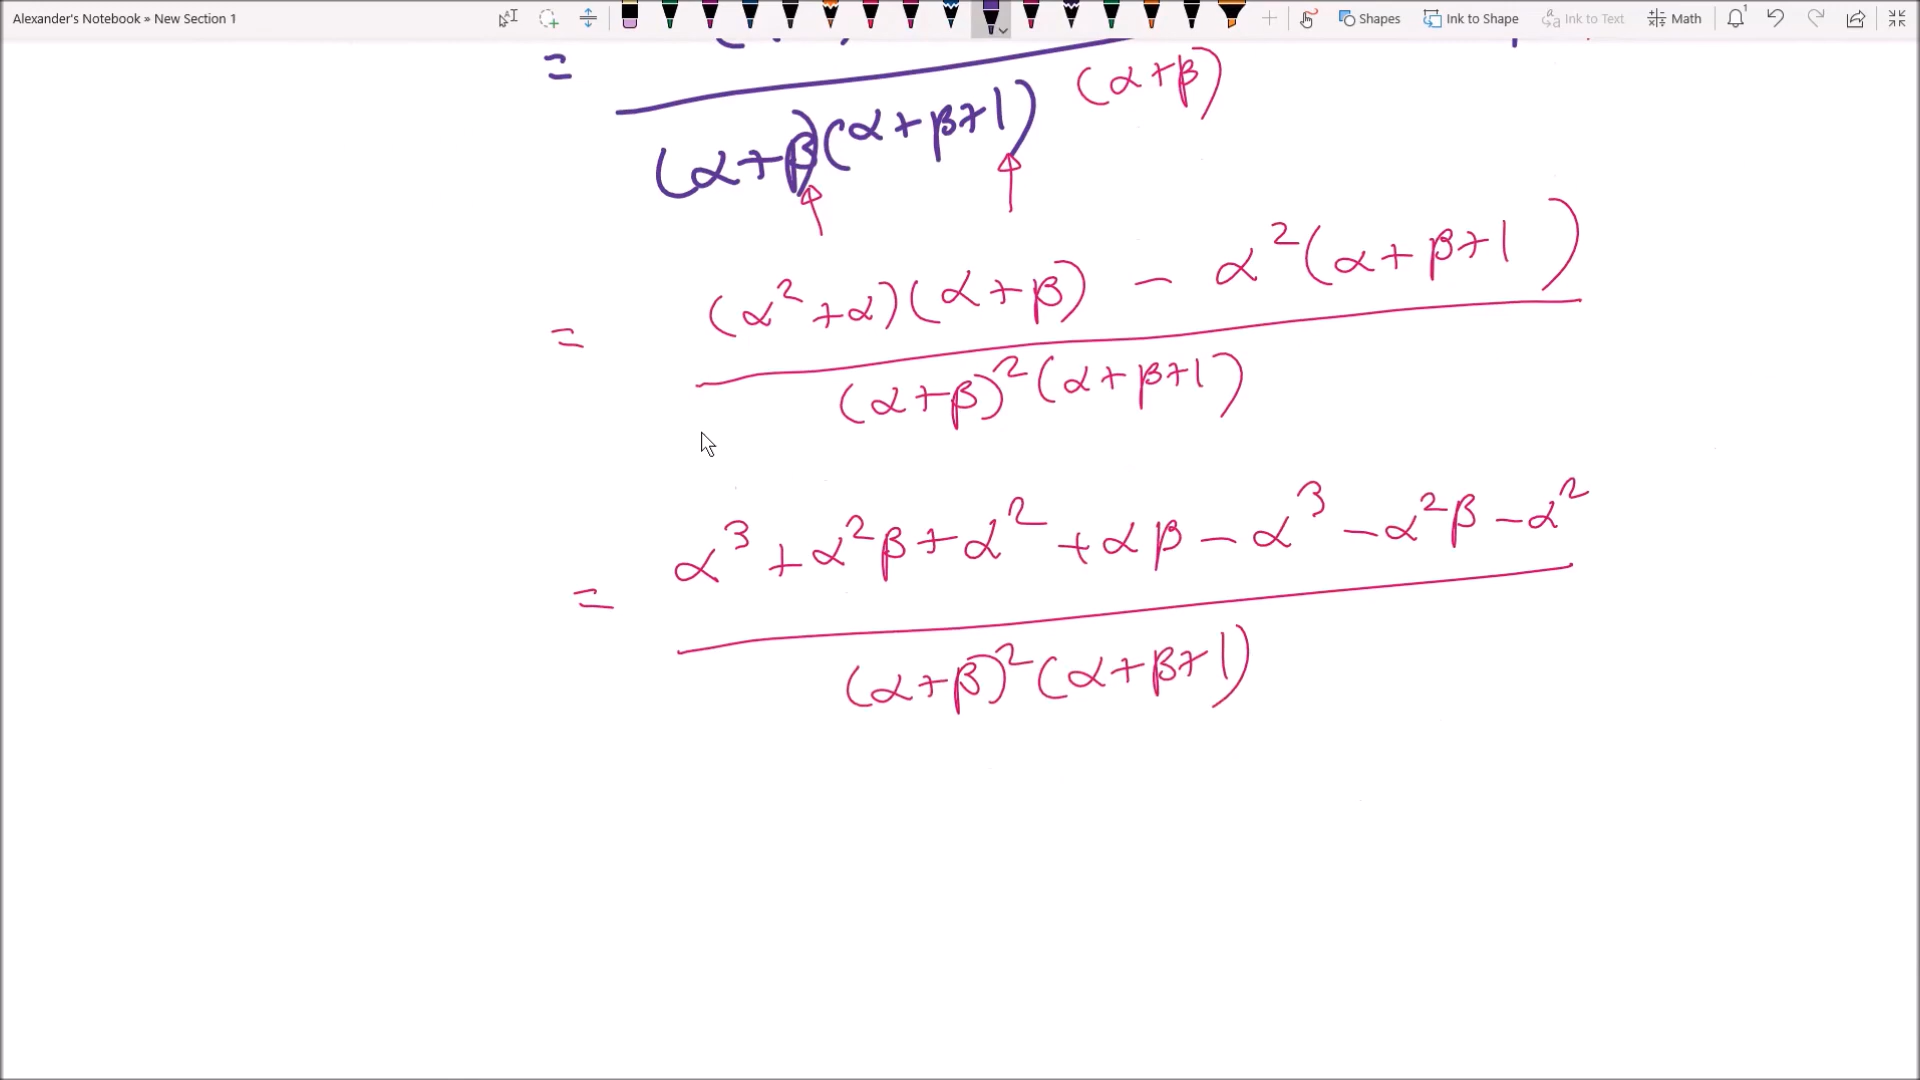 Alexander's Notebook » New Section 1
Shapes Ink to Shape Ink to Text Math
=
(α+β)(α+β+1) (α+β)
= (α²+α)(α+β) − α²(α+β+1)
(α+β)²(α+β+1)
= α³+α²β+α²+αβ−α³−α²β−α²
(α+β)²(α+β+1)